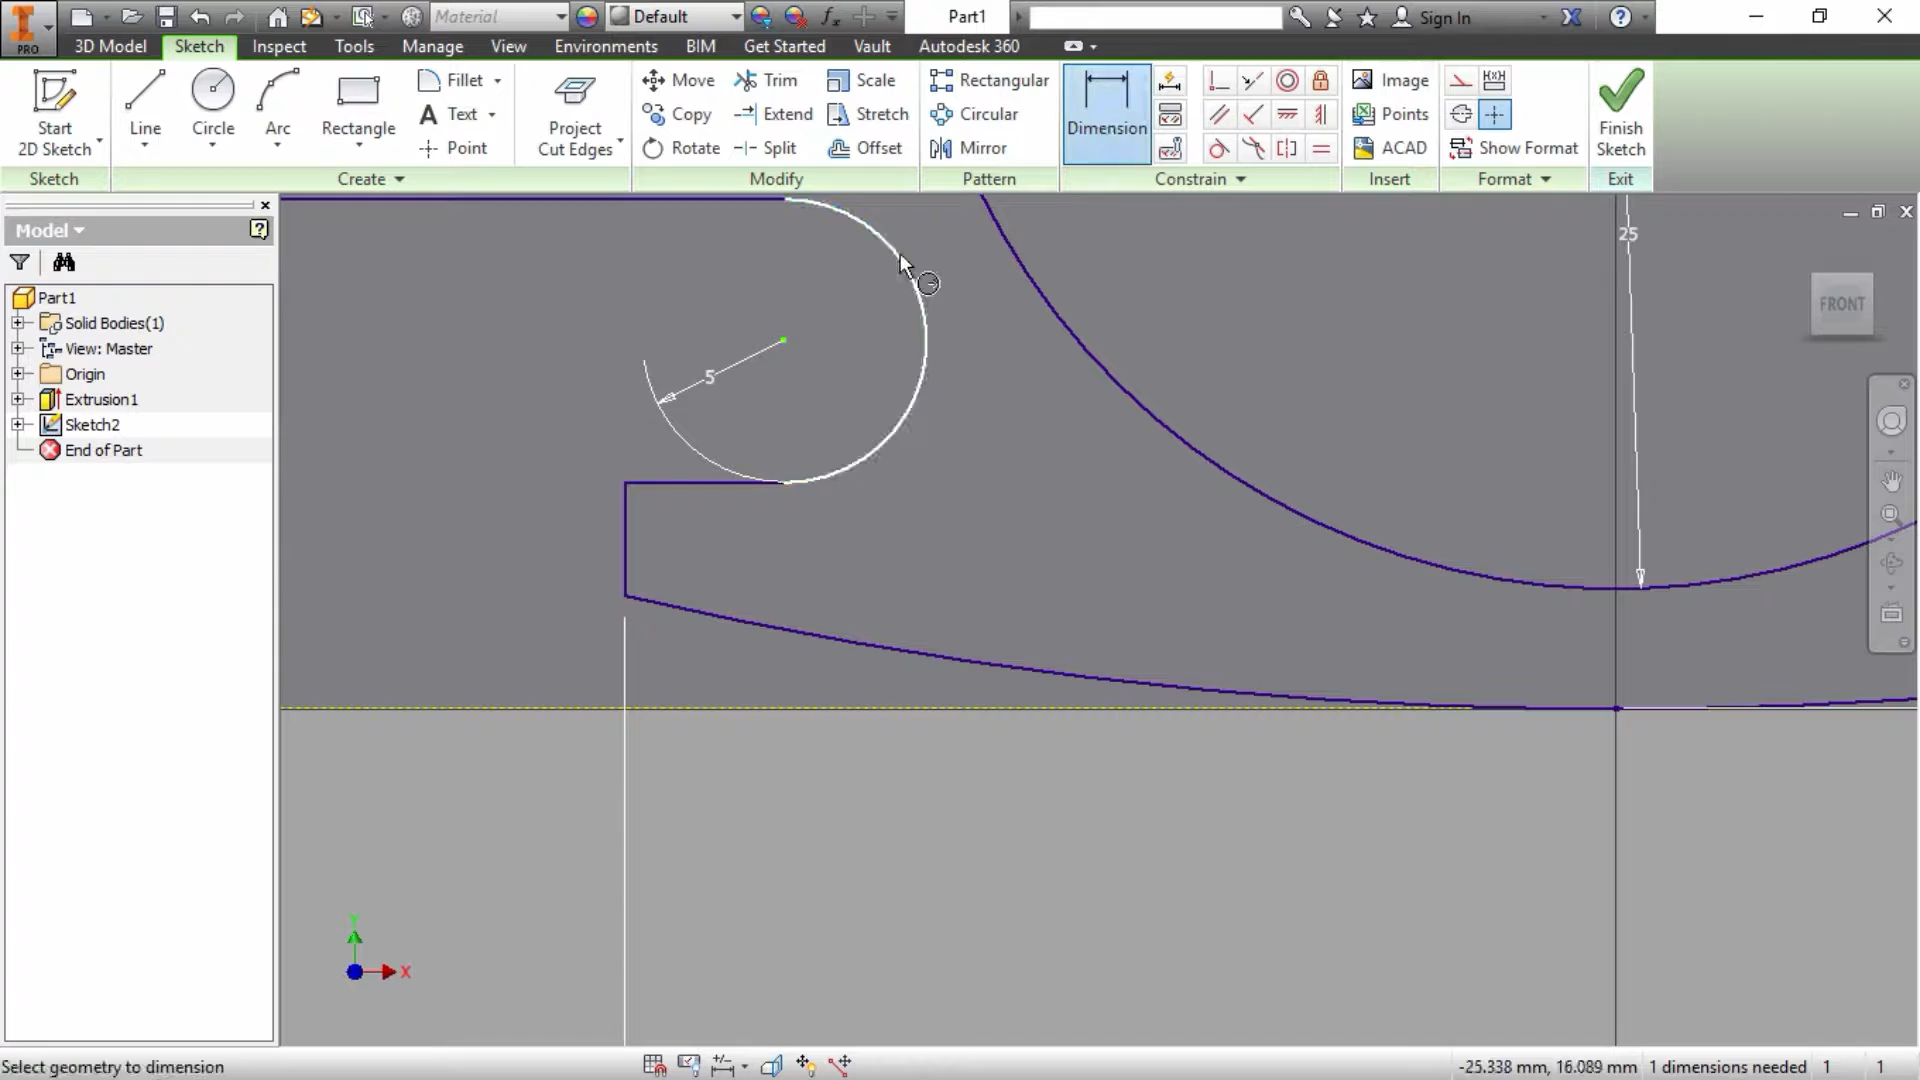 Material
Default
Part1
Sign In
PRO
3D Model
Sketch
Inspect
Tools
Manage
View
Environments
BIM
Get Started
Vault
Autodesk 360
Start
2D Sketch
Line
Circle
Arc
Rectangle
Fillet
Text
Point
Project
Cut Edges
Move
Copy
Rotate
Trim
Extend
Split
Scale
Stretch
Offset
Rectangular
Circular
Mirror
Dimension
Image
Points
ACAD
Show Format
Finish
Sketch
Sketch
Create
Modify
Pattern
Constrain
Insert
Format
Exit
Model
Part1
Solid Bodies(1)
View: Master
Origin
Extrusion1
Sketch2
End of Part
25
5
FRONT
Y
X
Select geometry to dimension
-25.338 mm, 16.089 mm
1 dimensions needed
1
1